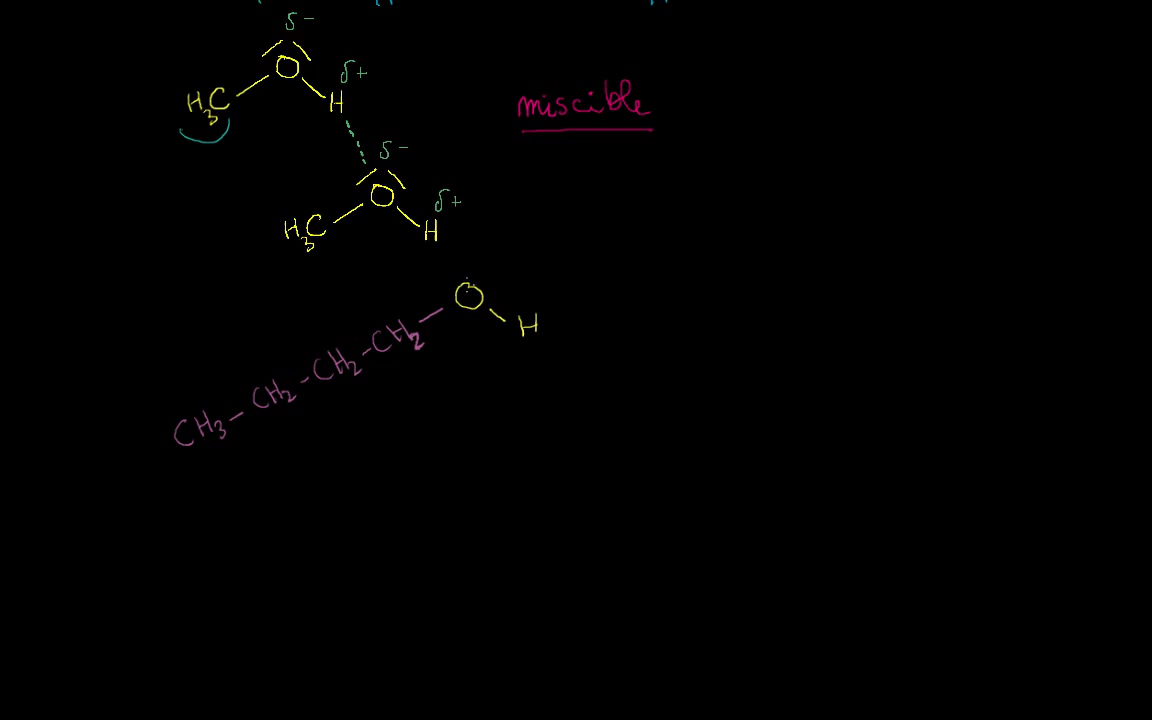 δ-
O
δ+
H₃C
H
miscible
δ-
O
δ+
H₃C
H
O
H
CH₃-CH₂-CH₂-CH₂